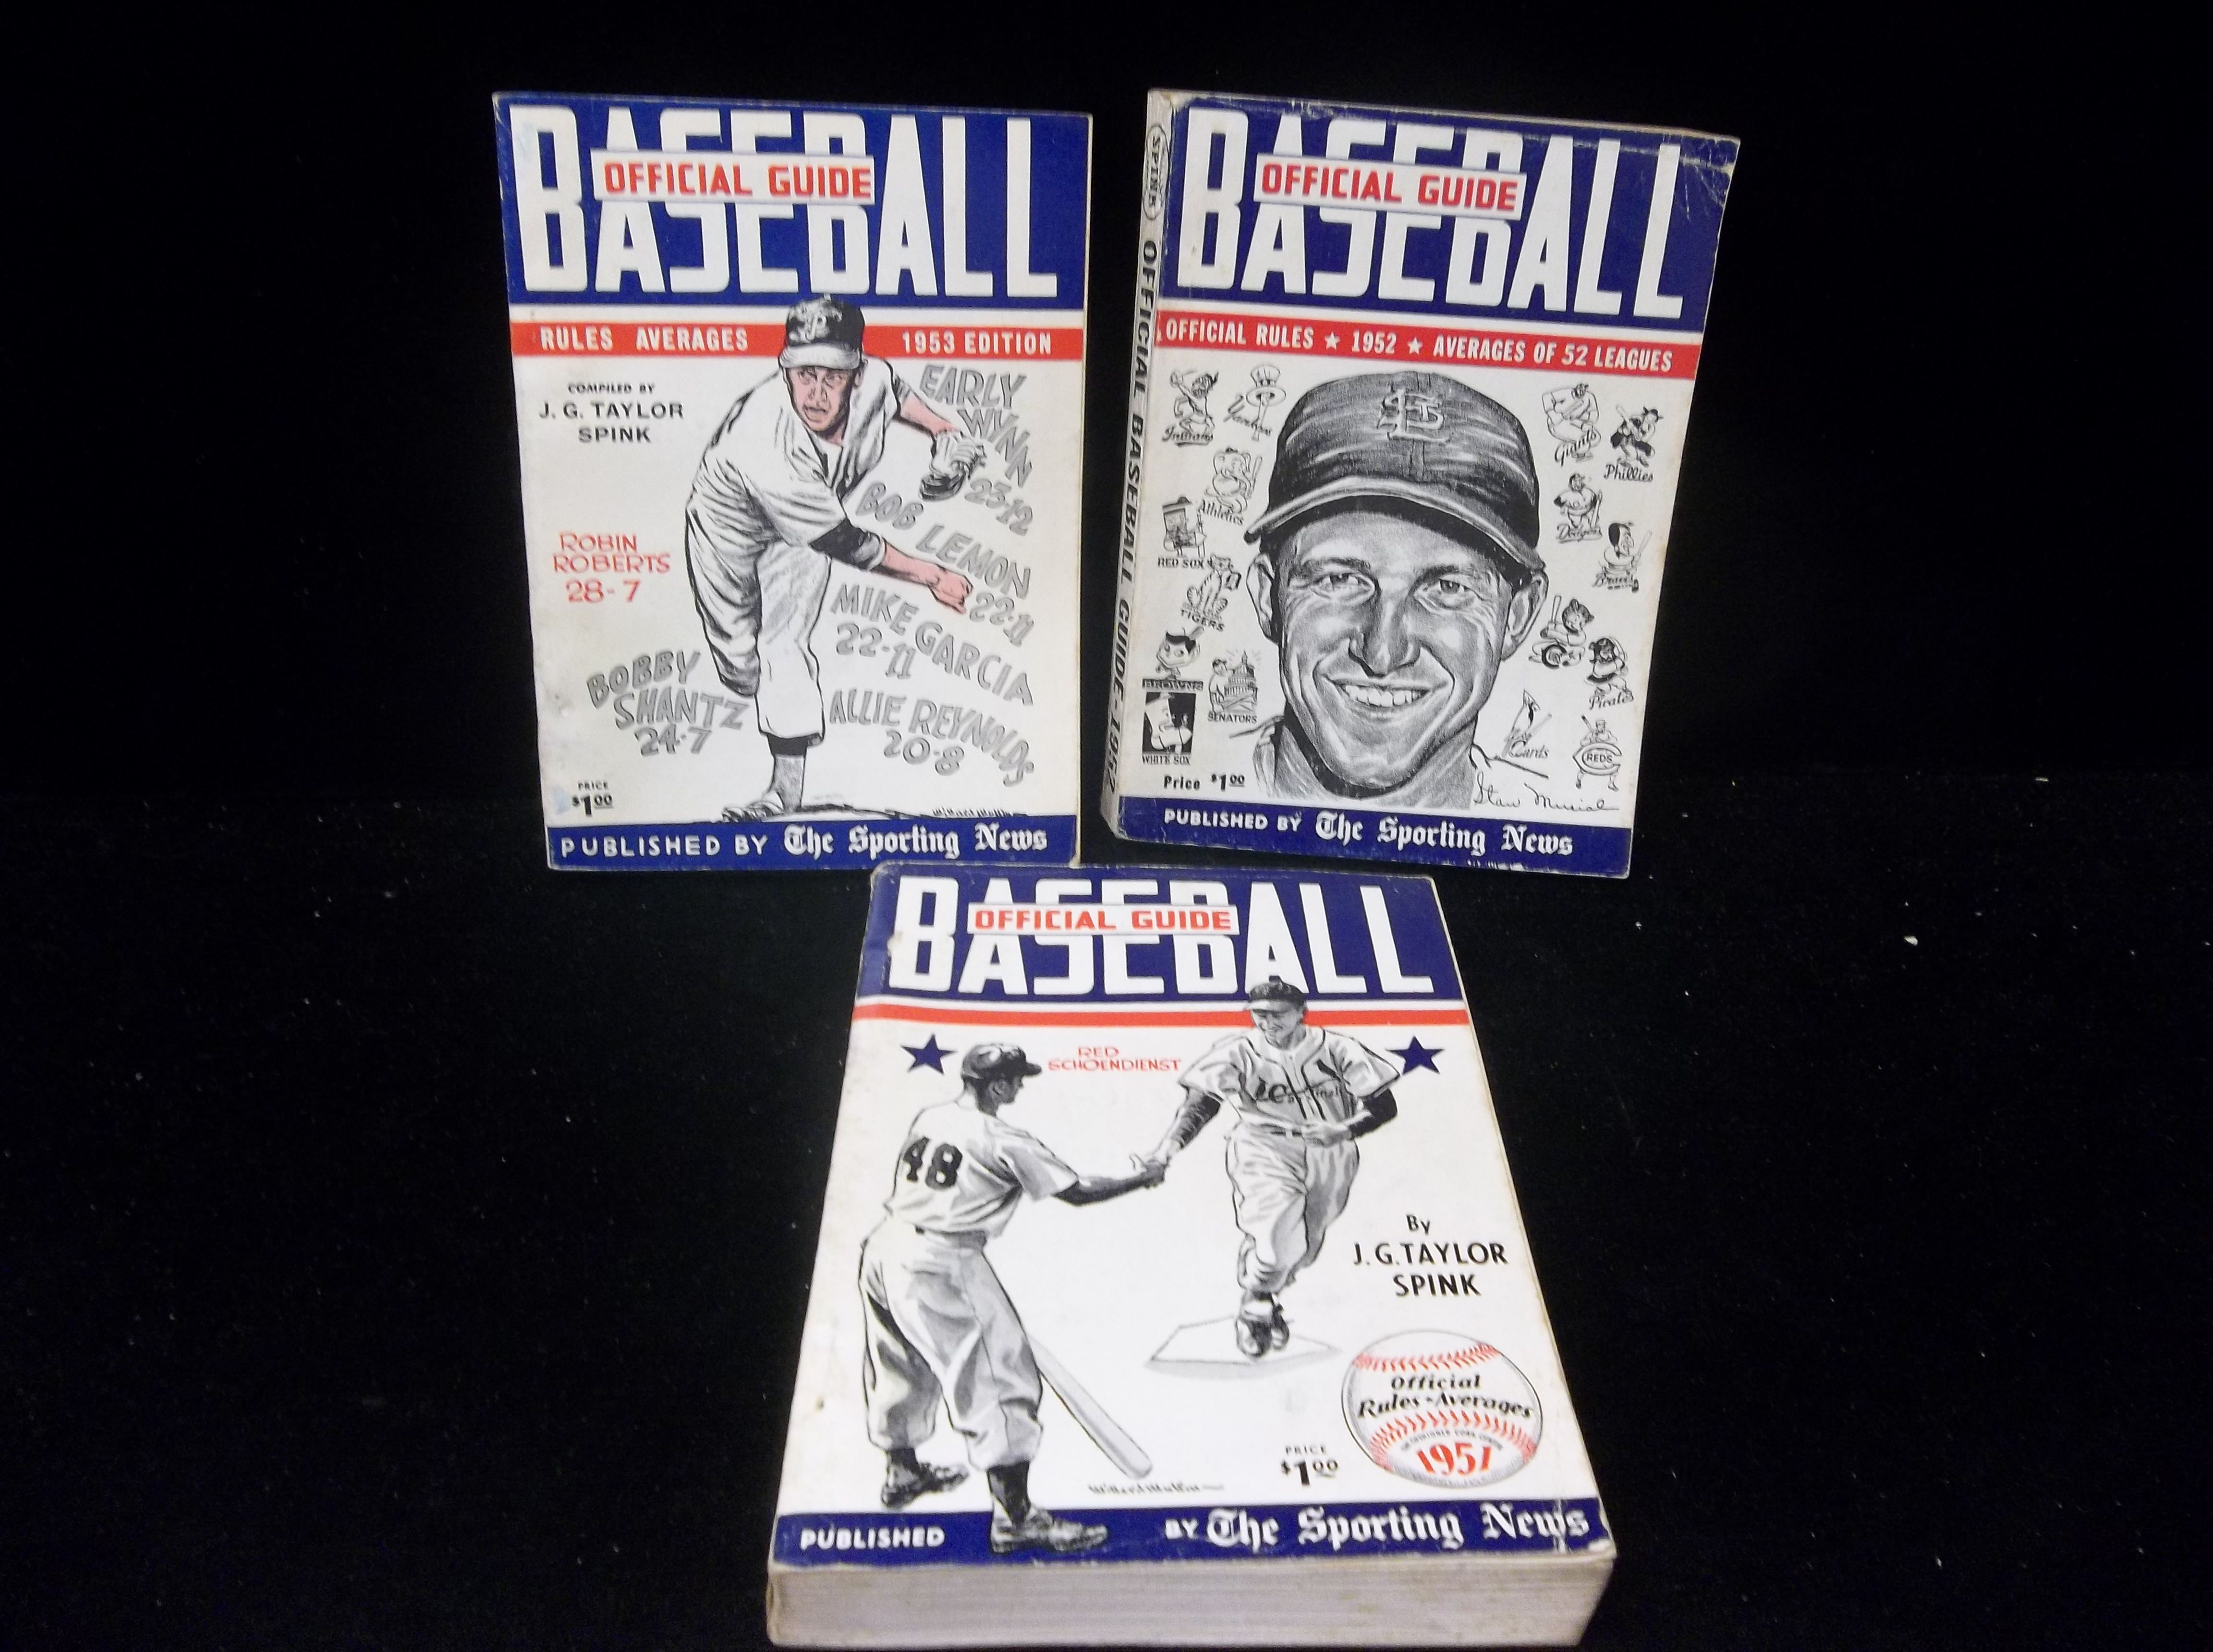 BASEBALL
OFFICIAL GUIDE
RULES AVERAGES 1953 EDITION
COMPILED BY
J. G. TAYLOR
SPINK
EARLY
WYNN
23-12
BOB
LEMON
22-11
ROBIN
ROBERTS
28-7
MIKE GARCIA
22-11
BOBBY
SHANTZ
24-7
ALLIE REYNOLDS
20-8
PRICE
$1.00
PUBLISHED BY The Sporting News
SPINK OFFICIAL BASEBALL GUIDE-1952
BASEBALL
OFFICIAL GUIDE
OFFICIAL RULES ★ 1952 ★ AVERAGES OF 52 LEAGUES
STL
Indians
Yankees
Giants
Phillies
Athletics
Dodgers
RED SOX
Braves
TIGERS
C
BROWNS
Pirates
SENATORS
WHITE SOX
Cards
REDS
Price $1.00
Stan Musial
PUBLISHED BY The Sporting News
BASEBALL
OFFICIAL GUIDE
RED
SCHOENDIENST
48
By
J. G. TAYLOR
SPINK
Official
Rules-Averages
1951
PRICE
$1.00
Willard Mullin
PUBLISHED BY The Sporting News